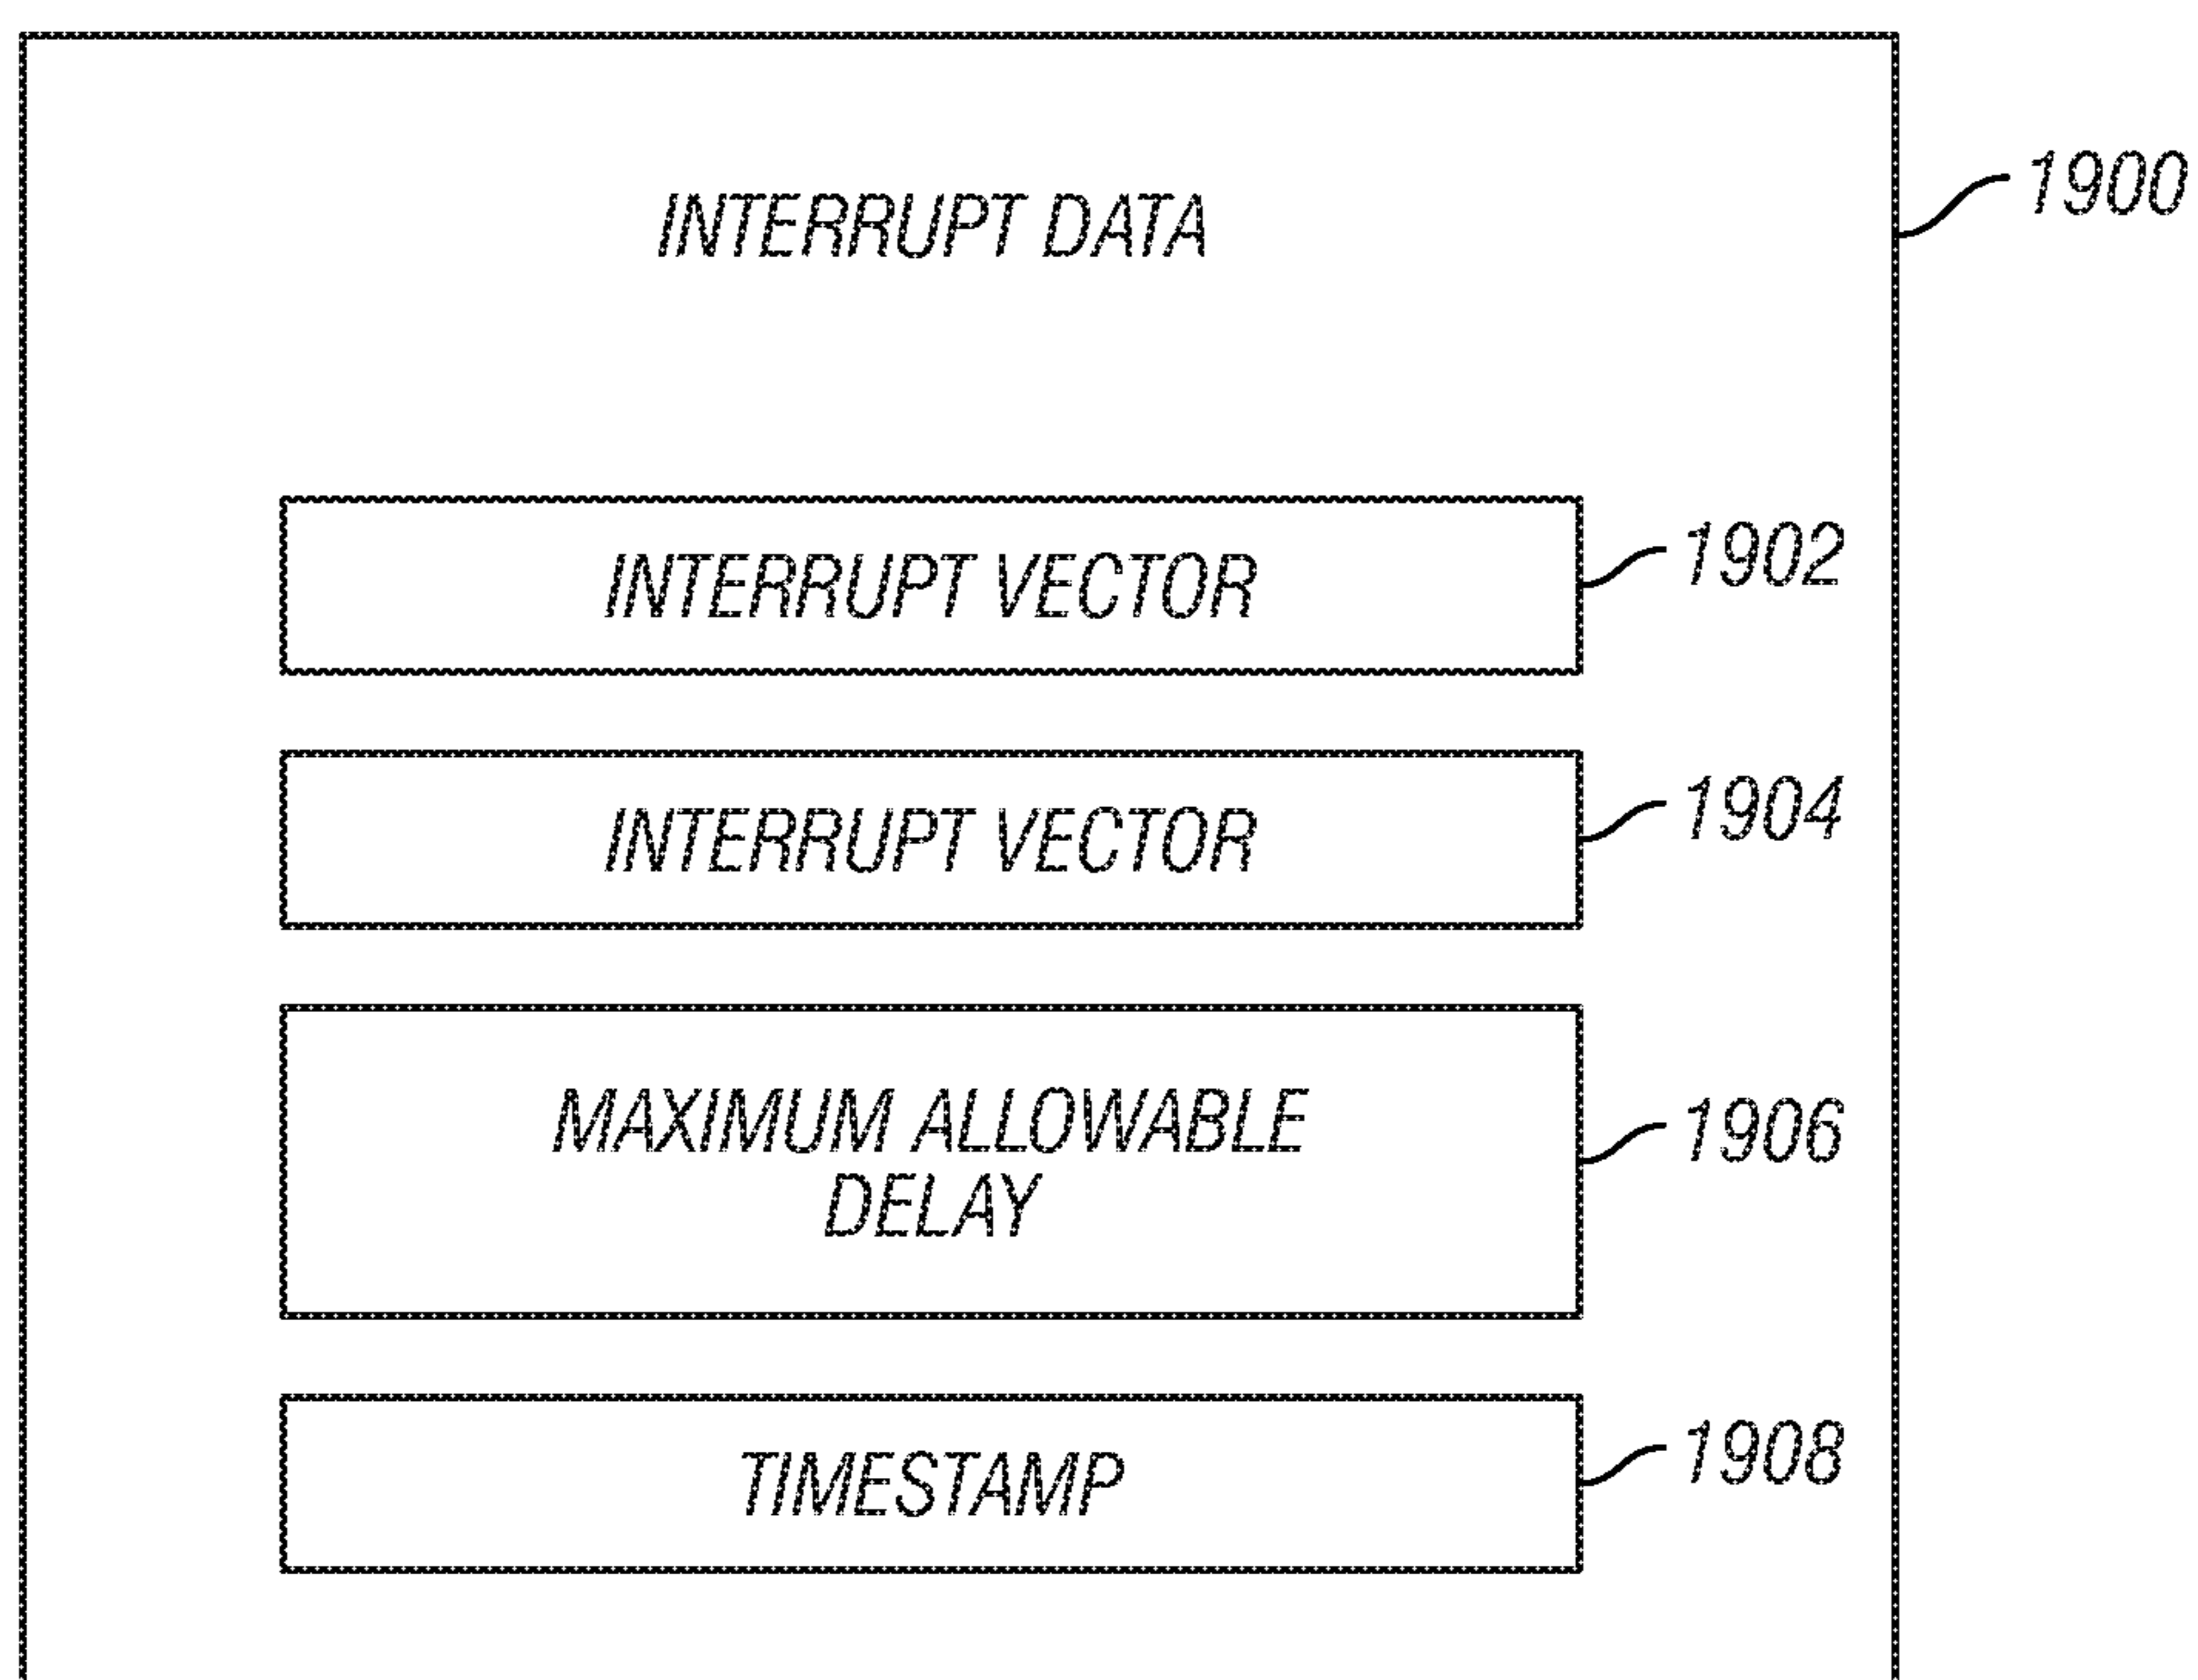 INTERRUPT DATA
1900
INTERRUPT VECTOR
1902
INTERRUPT VECTOR
1904
MAXIMUM ALLOWABLE
DELAY
1906
TIMESTAMP
1908